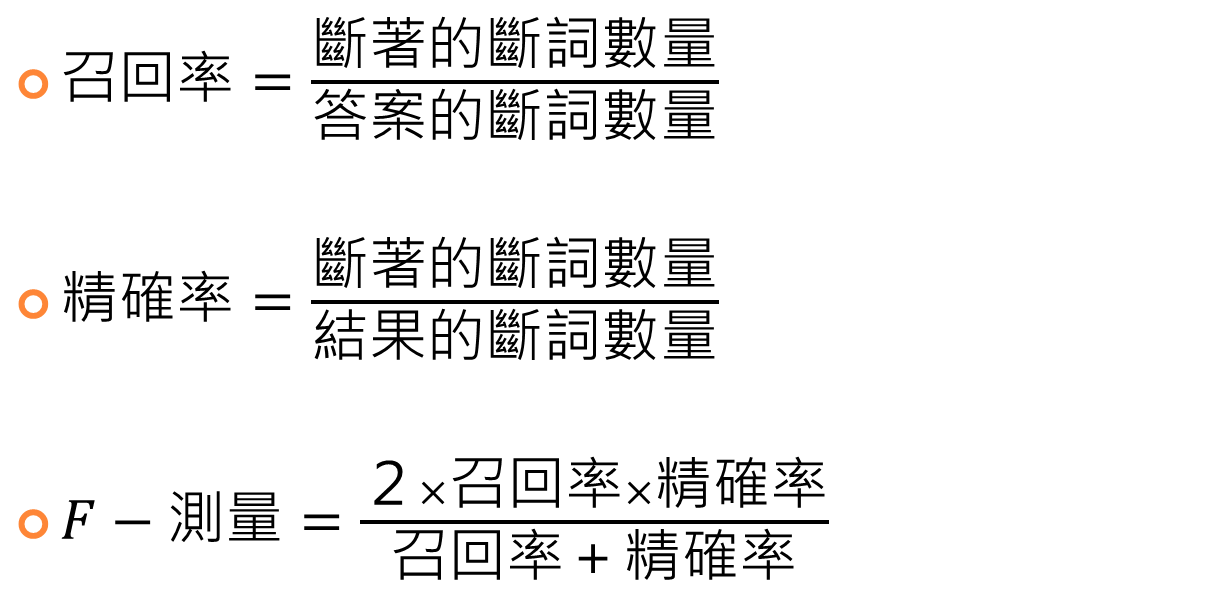 召回率 = 斷著的斷詞數量
答案的斷詞數量
精確率 = 斷著的斷詞數量
結果的斷詞數量
F − 測量 = 2 ×召回率×精確率
召回率 + 精確率